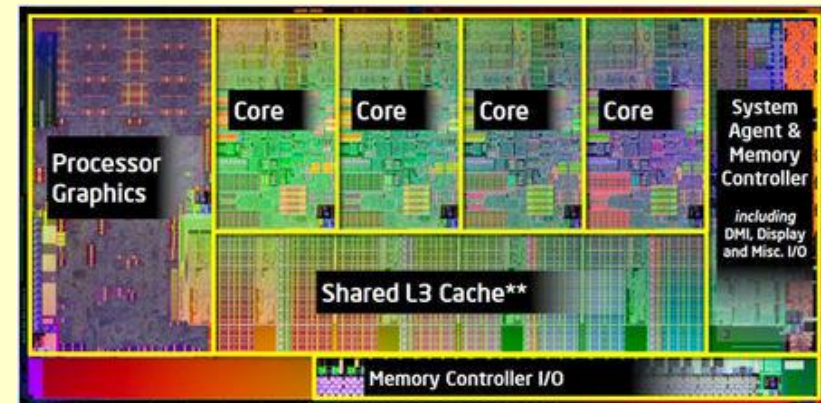 Processor
Graphics
Core
Core
Core
Core
System
Agent &
Memory
Controller
including
DMI, Display
and Misc. I/O
Shared L3 Cache**
Memory Controller I/O